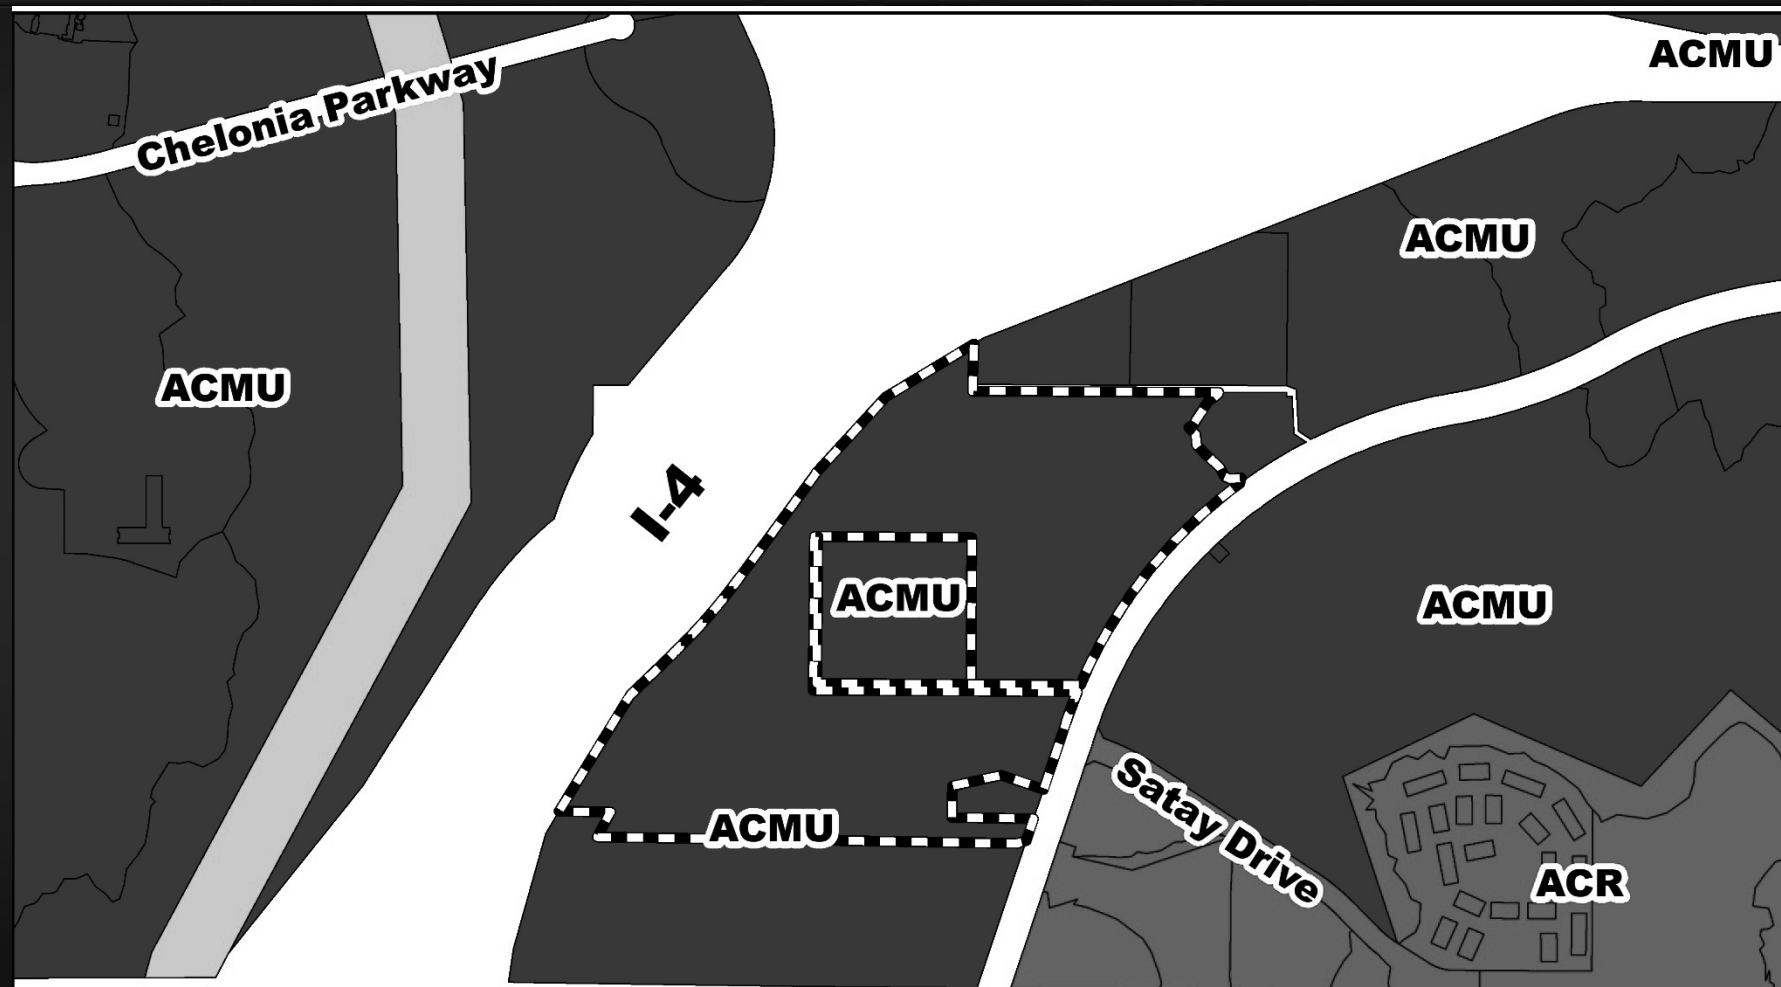 ACMU
Chelonia Parkway
ACMU
ACMU
I-4
ACMU
ACMU
Satay Drive
ACMU
ACR